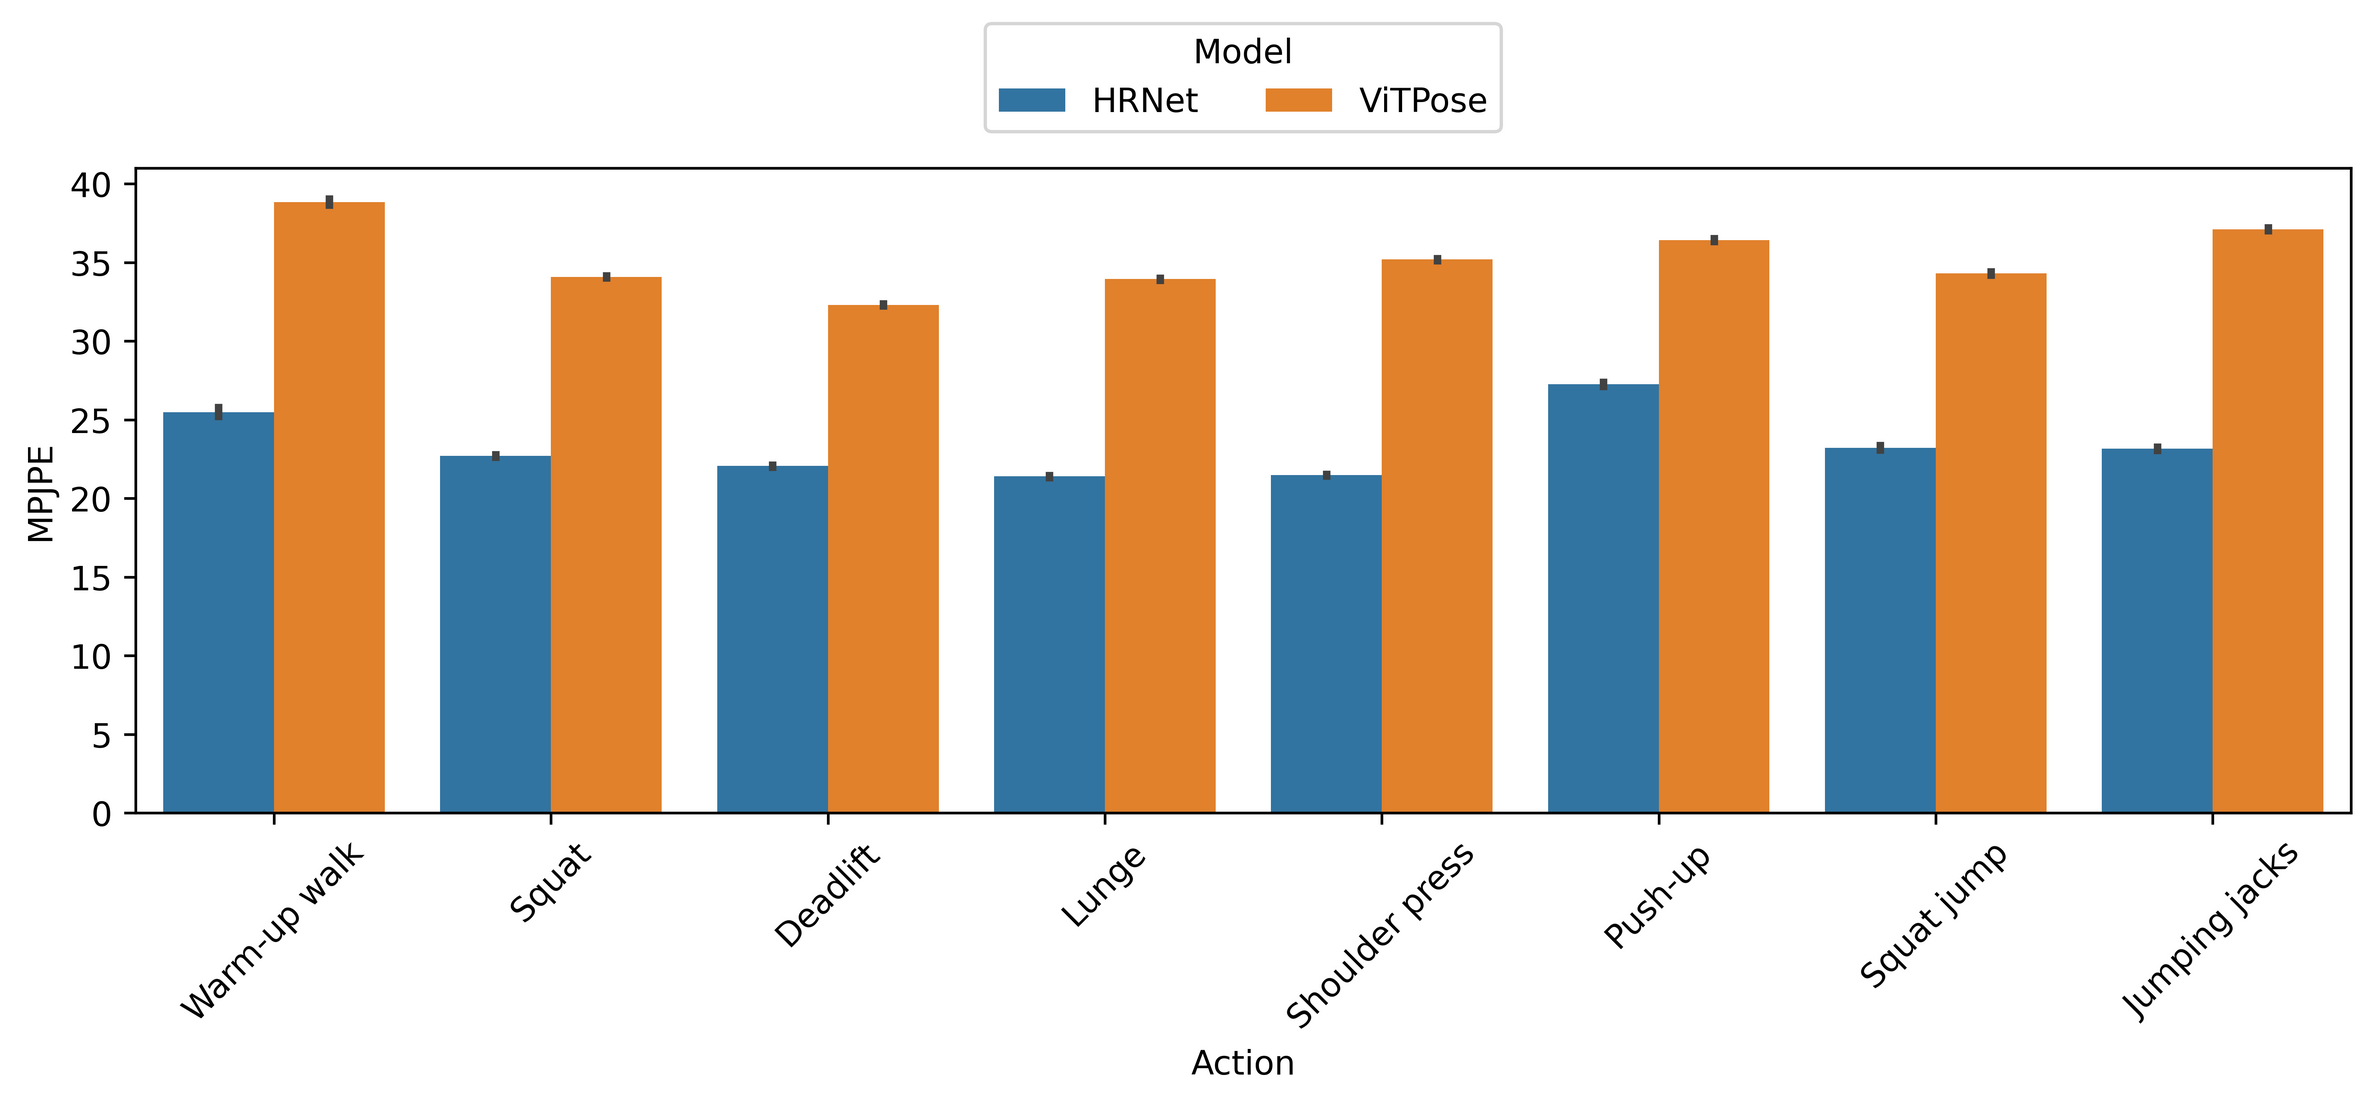 Model
HRNet ViTPose
MPJPE
40
35
30
25
20
15
10
5
0
Warm-up walk
Squat
Deadlift
Lunge
Shoulder press
Push-up
Squat jump
Jumping jacks
Action